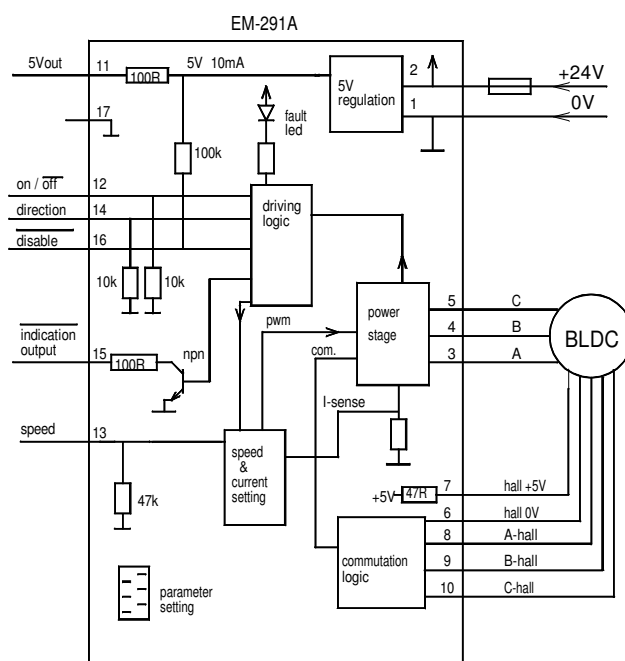 EM-291A
5Vout
11
100R
5V 10mA
5V
regulation
2
+24V
1
0V
17
fault
led
100k
on / off
12
direction
14
disable
16
driving
logic
10k
10k
indication
output
15
100R
npn
pwm
com.
power
stage
5
C
4
B
3
A
BLDC
I-sense
speed
13
speed
&
current
setting
47k
+5V
47R
7
hall +5V
6
hall 0V
8
A-hall
9
B-hall
10
C-hall
commutation
logic
parameter
setting